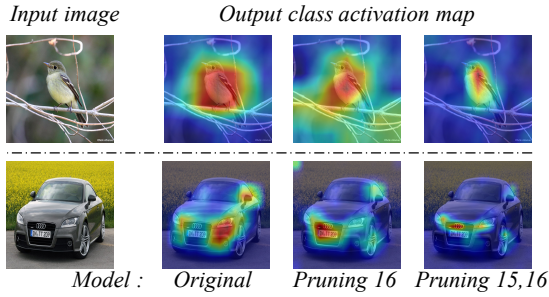 Input image Output class activation map
Model : Original Pruning 16 Pruning 15,16